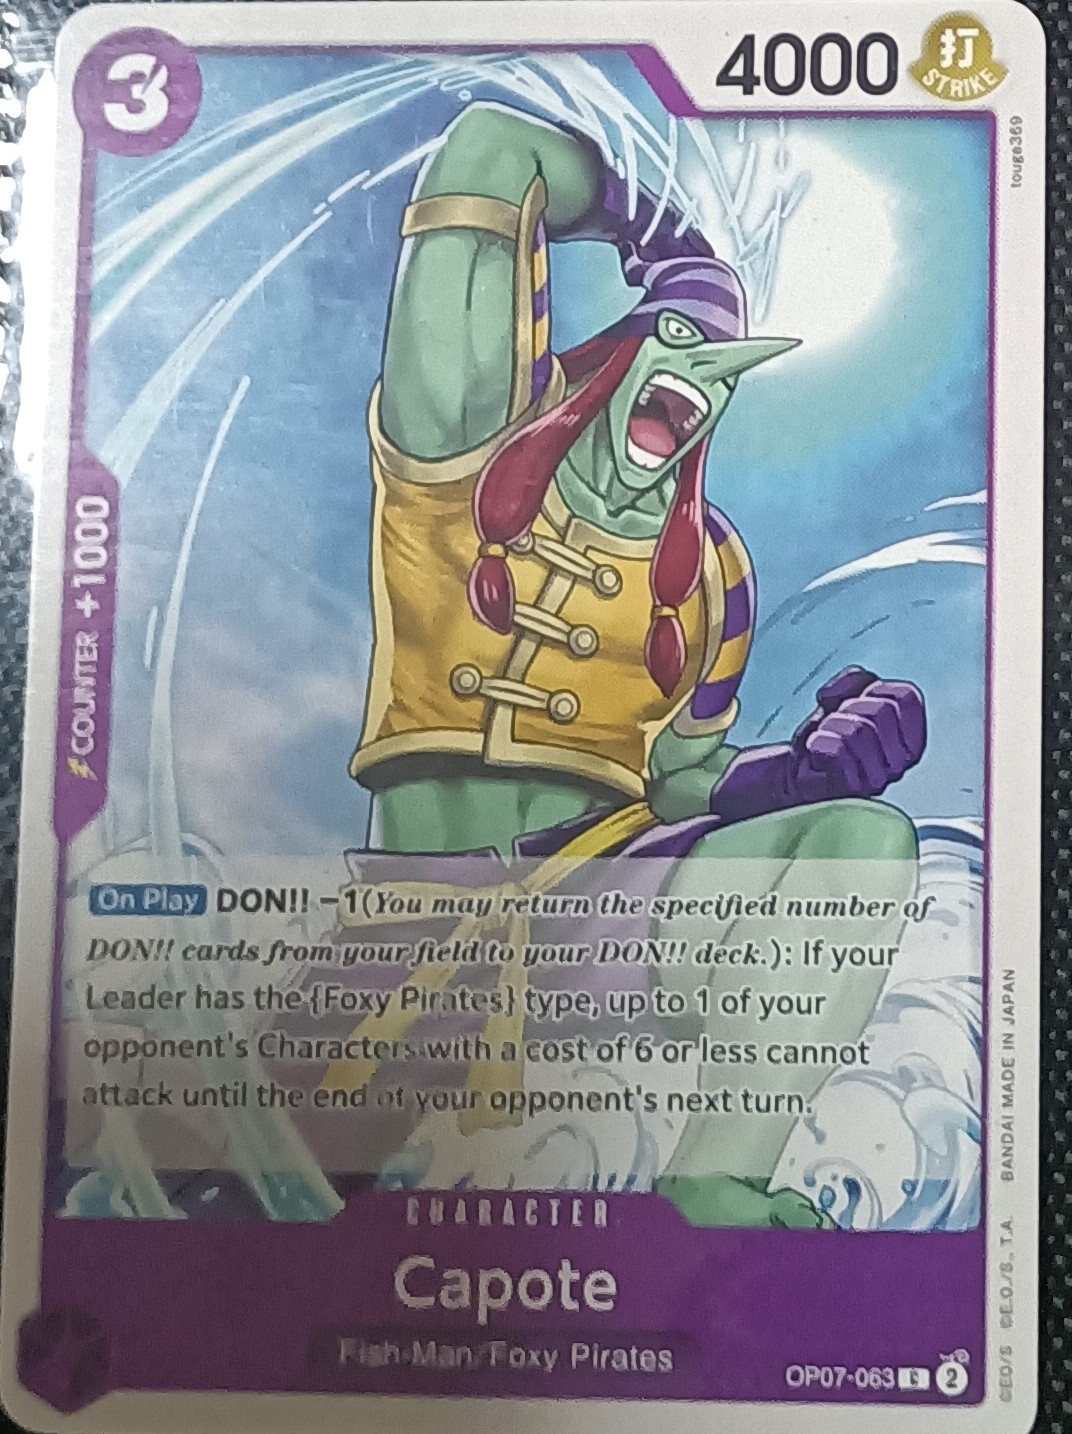 3
4000
打
STRIKE
touge369
COUNTER +1000
On Play DON!! −1(You may return the specified number of
DON!! cards from your field to your DON!! deck.): If your
Leader has the {Foxy Pirates} type, up to 1 of your
opponent's Characters with a cost of 6 or less cannot
attack until the end of your opponent's next turn.
CHARACTER
Capote
Fish-Man/Foxy Pirates
OP07-063
2
©EO/S ©E.O./S., T.A. BANDAI MADE IN JAPAN